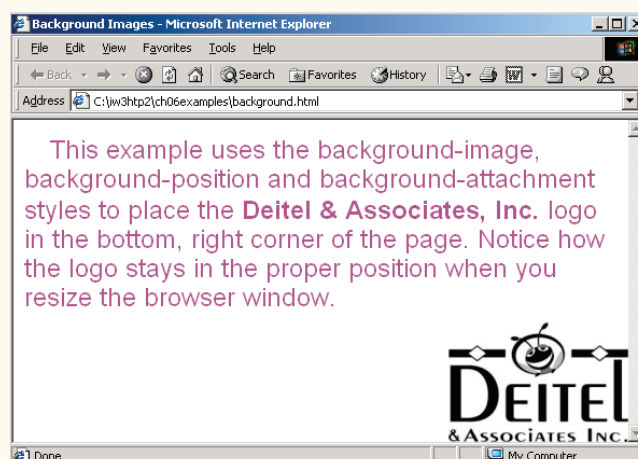 Background Images - Microsoft Internet Explorer
File Edit View Favorites Tools Help
Back Search Favorites History
Address C:\iw3htp2\ch06examples\background.html
This example uses the background-image,
background-position and background-attachment
styles to place the Deitel & Associates, Inc. logo
in the bottom, right corner of the page. Notice how
the logo stays in the proper position when you
resize the browser window.
DEITEL
& ASSOCIATES INC.
Done My Computer